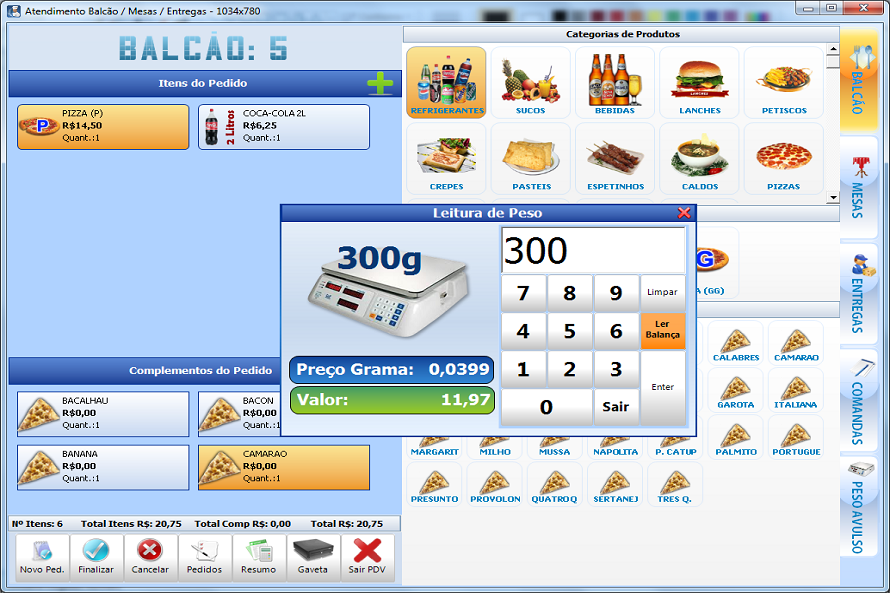 Atendimento Balcão / Mesas / Entregas - 1034x780
BALCÃO: 5
Itens do Pedido
PIZZA (P)
R$14,50
Quant.:1
P
COCA-COLA 2L
R$6,25
Quant.:1
2 Litros
Categorias de Produtos
REFRIGERANTES
SUCOS
BEBIDAS
LANCHES
PETISCOS
CREPES
PASTEIS
ESPETINHOS
CALDOS
PIZZAS
BALCÃO
MESAS
ENTREGAS
COMANDAS
PESO AVULSO
Leitura de Peso
300g
300
7
8
9
Limpar
4
5
6
Ler
Balança
1
2
3
Enter
0
Sair
Preço Grama: 0,0399
Valor: 11,97
G
(GG)
CALABRES
CAMARAO
GAROTA
ITALIANA
MARGARIT
MILHO
MUSSA
NAPOLITA
P. CATUP
PALMITO
PORTUGUE
PRESUNTO
PROVOLON
QUATRO Q
SERTANEJ
TRES Q.
Complementos do Pedido
BACALHAU
R$0,00
Quant.:1
BACON
R$0,00
Quant.:1
BANANA
R$0,00
Quant.:1
CAMARAO
R$0,00
Quant.:1
Nº Itens: 6 Total Itens R$: 20,75 Total Comp R$: 0,00 Total R$: 20,75
Novo Ped.
Finalizar
Cancelar
Pedidos
Resumo
Gaveta
Sair PDV